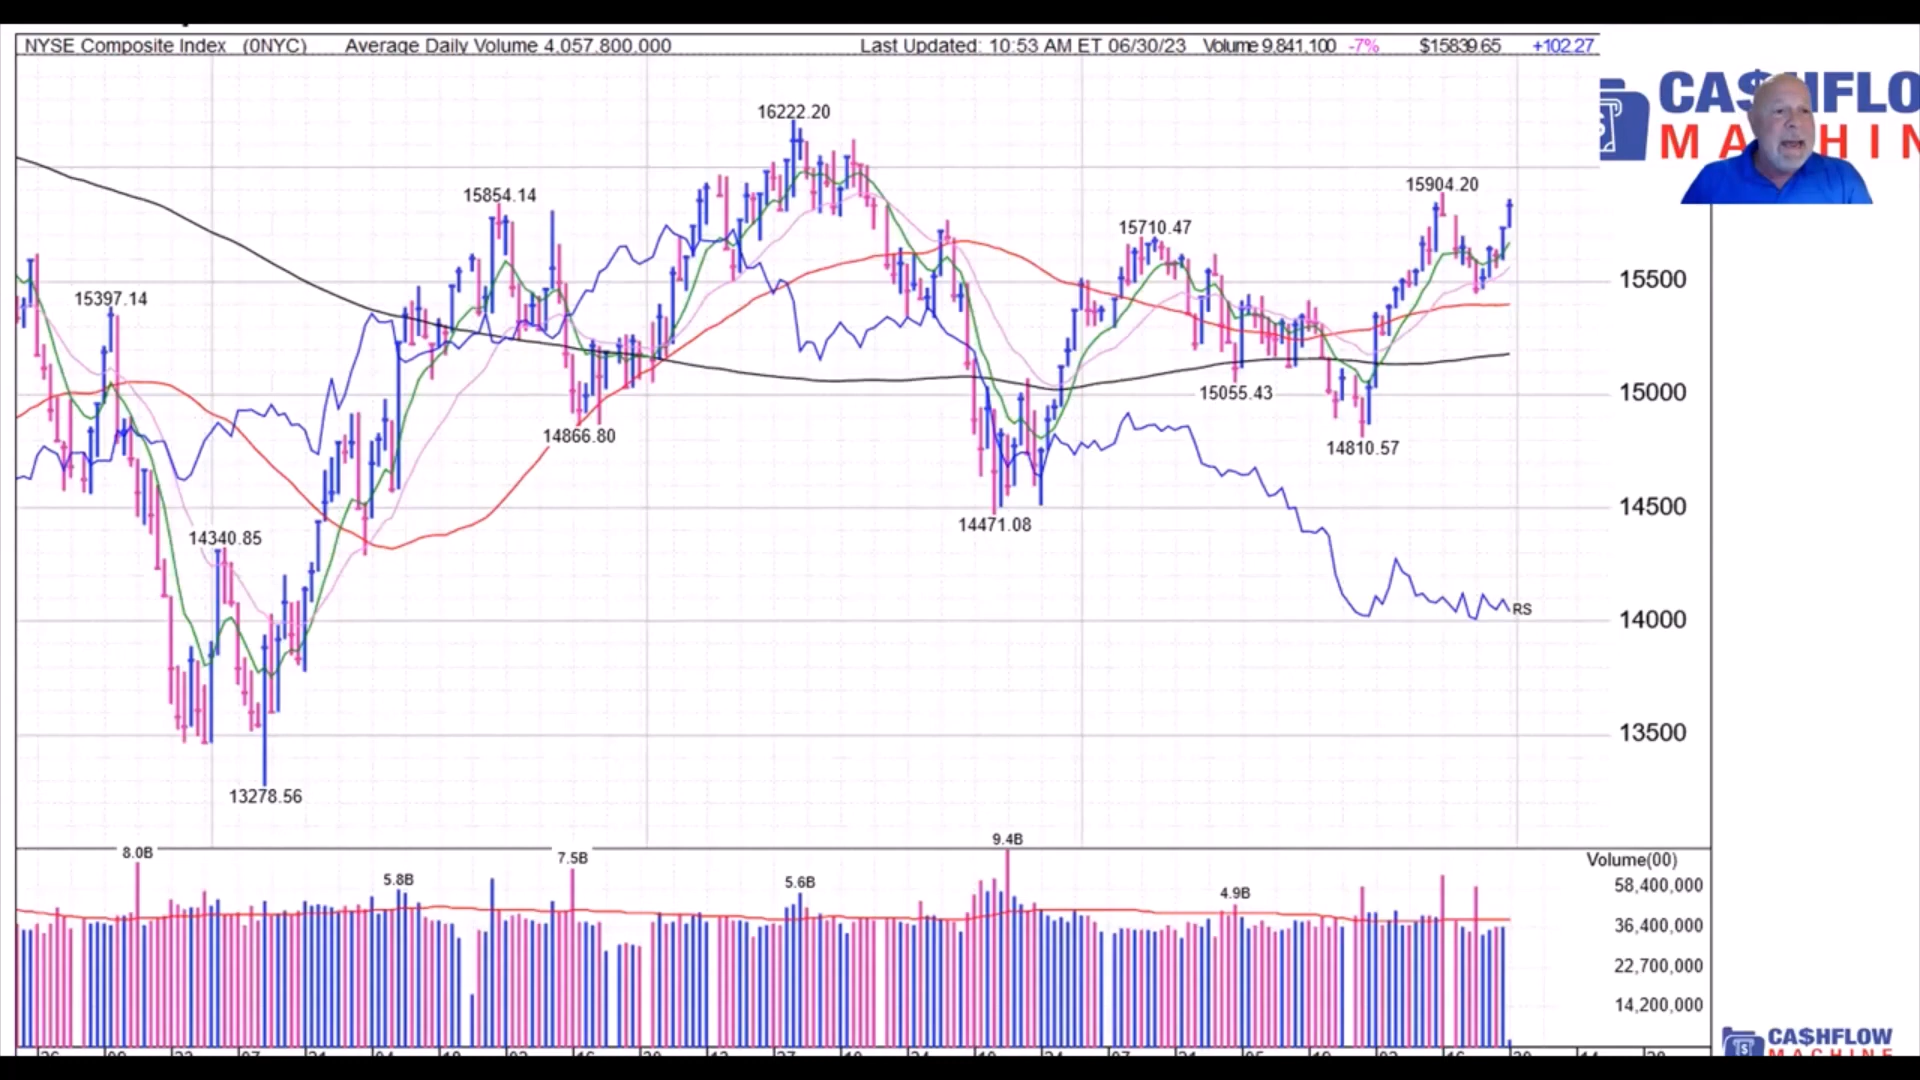 NYSE Composite Index (0NYC) Average Daily Volume 4,057,800,000 Last Updated: 10:53 AM ET 06/30/23 Volume 9,841,100 -7% $15839.65 +102.27
CA$HFLO
MACHIN
16222.20
15904.20
15854.14
15710.47
15500
15397.14
15055.43
15000
14866.80
14810.57
14471.08
14500
14340.85
RS
14000
13500
13278.56
9.4B
8.0B
7.5B
Volume(00)
5.8B
5.6B
4.9B
58,400,000
36,400,000
22,700,000
14,200,000
CA$HFLOW
MACHINE